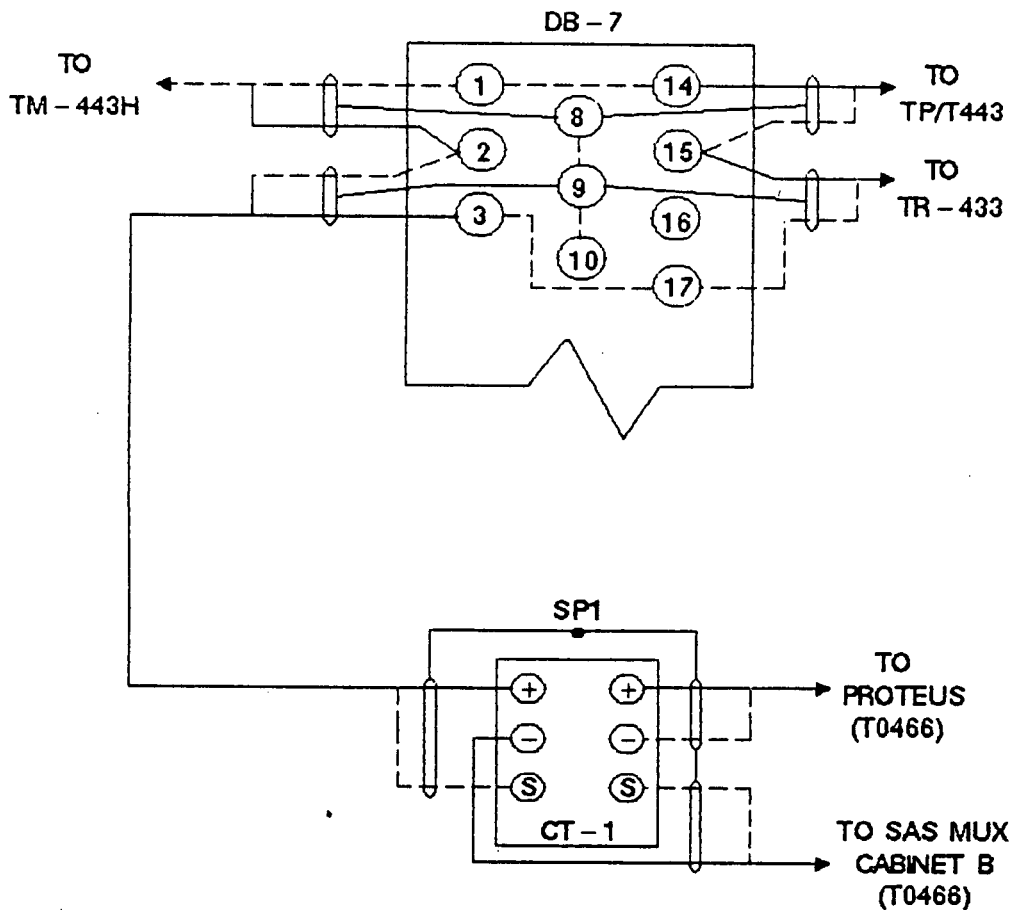 DB-7
TO
TM-443H
TO
TP/T443
TO
TR-433
1
14
8
2
15
9
3
16
10
17
SP1
+
+
-
-
S
S
CT-1
TO
PROTEUS
(T0466)
TO SAS MUX
CABINET B
(T0466)